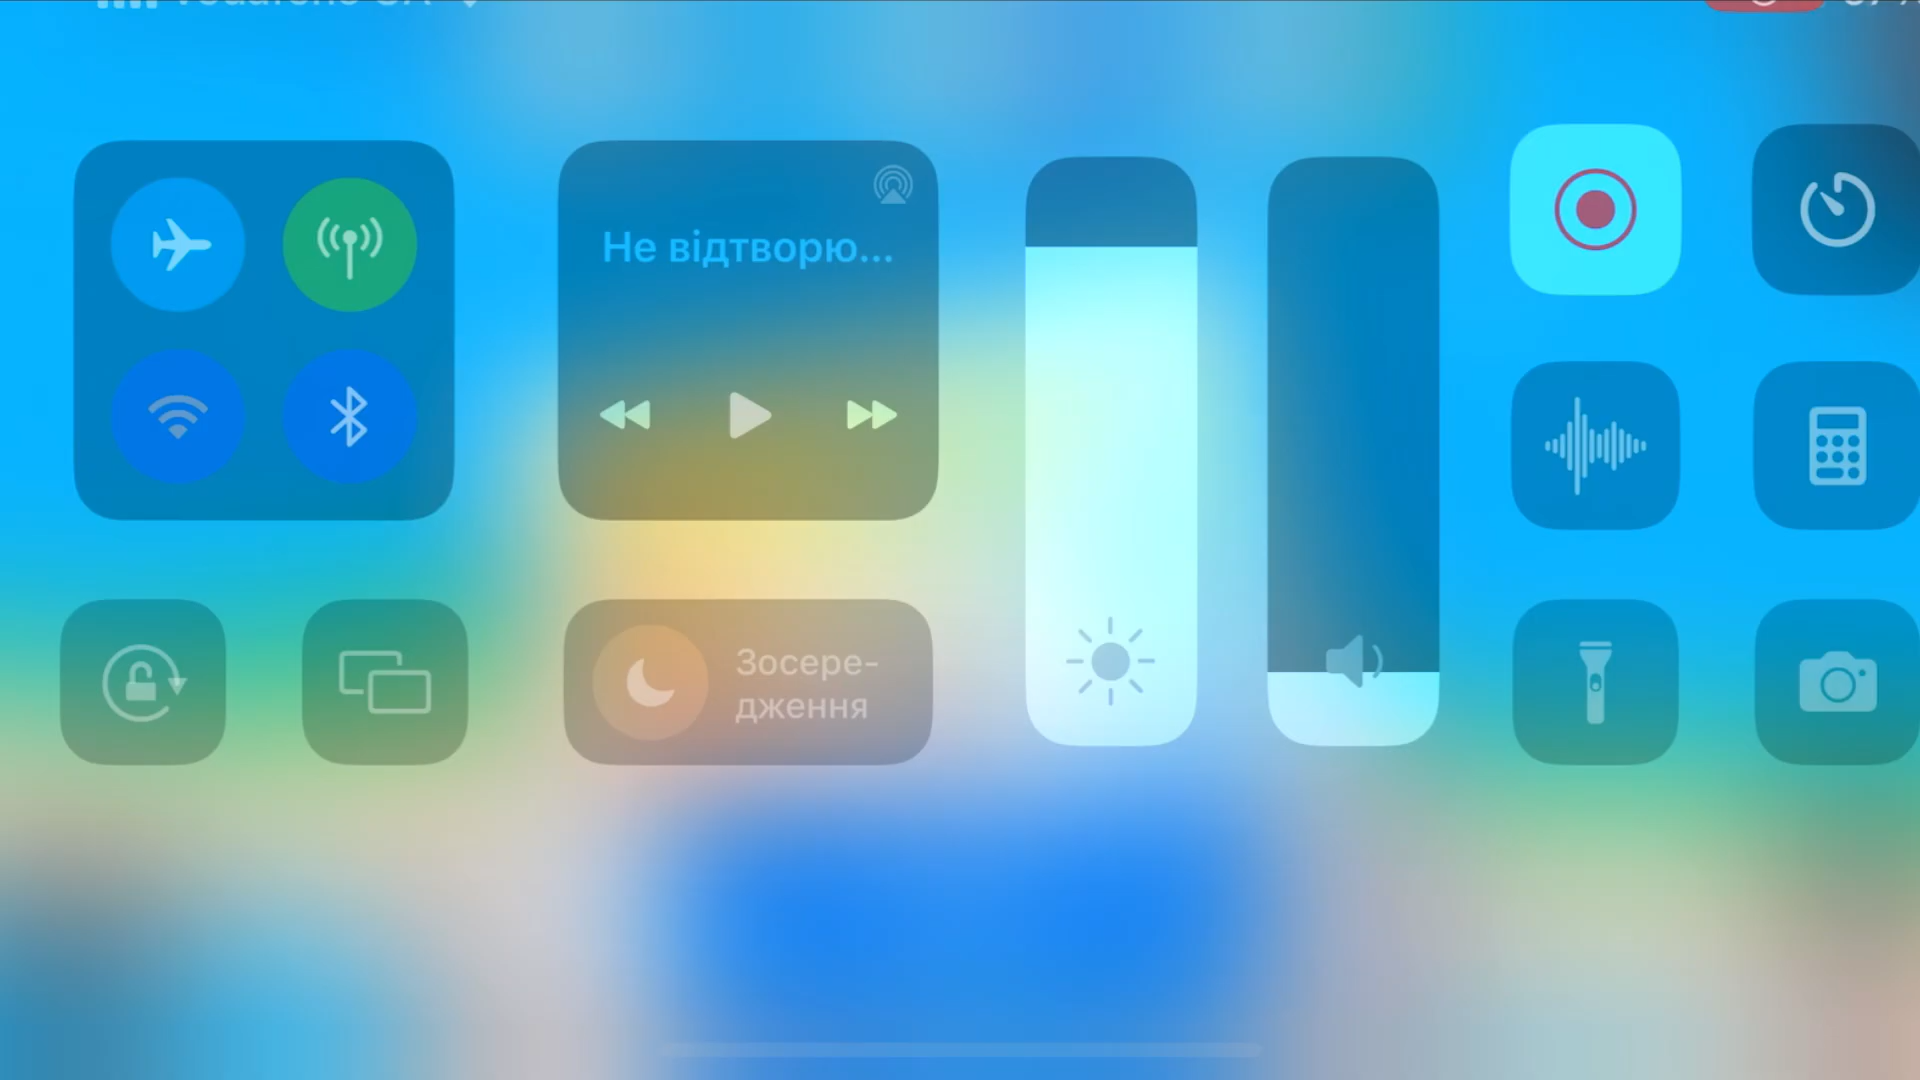 Не відтворю...
Зосере-
дження